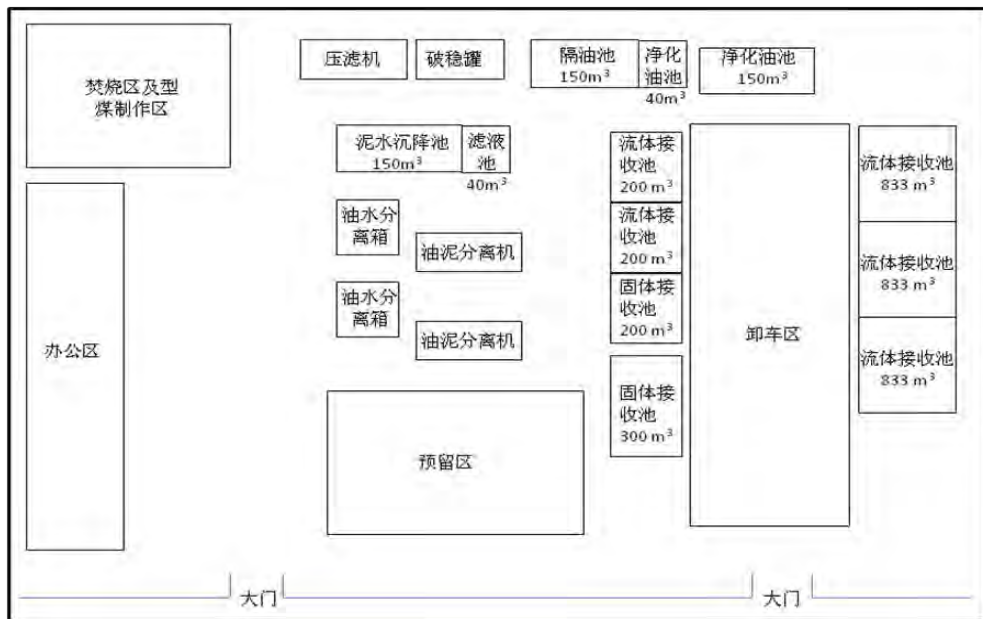 焚烧区及型
煤制作区
压滤机
破稳罐
隔油池
150m³
净化
油池
40m³
净化油池
150m³
泥水沉降池
150m³
滤液
池
40m³
油水分
离箱
油泥分离机
油水分
离箱
油泥分离机
办公区
预留区
流体接
收池
200 m³
流体接
收池
200 m³
固体接
收池
200 m³
固体接
收池
300 m³
卸车区
流体接收池
833 m³
流体接收池
833 m³
流体接收池
833 m³
大门
大门